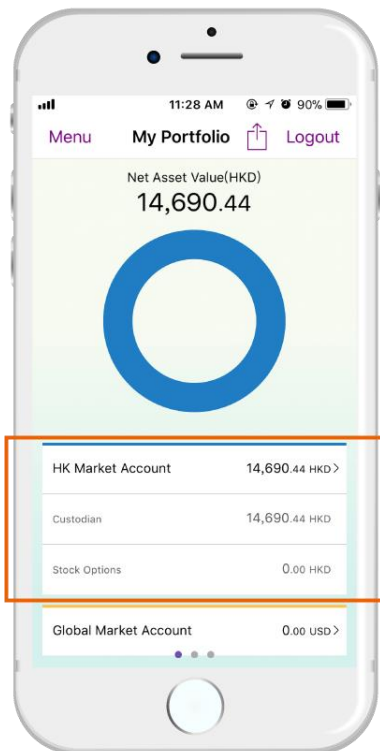 11:28 AM 90%
Menu My Portfolio Logout
Net Asset Value(HKD)
14,690.44
HK Market Account 14,690.44 HKD
Custodian 14,690.44 HKD
Stock Options 0.00 HKD
Global Market Account 0.00 USD